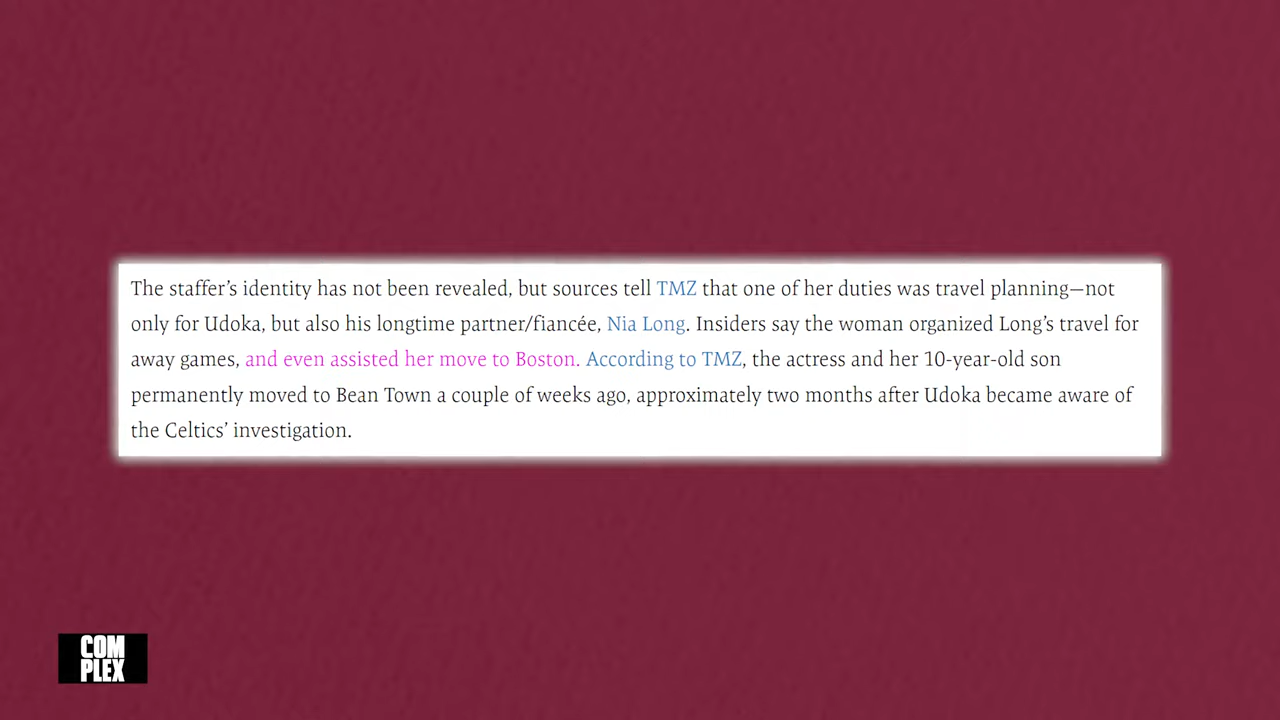 The staffer’s identity has not been revealed, but sources tell TMZ that one of her duties was travel planning—not
only for Udoka, but also his longtime partner/fiancée, Nia Long. Insiders say the woman organized Long’s travel for
away games, and even assisted her move to Boston. According to TMZ, the actress and her 10-year-old son
permanently moved to Bean Town a couple of weeks ago, approximately two months after Udoka became aware of
the Celtics’ investigation.
COM
PLEX